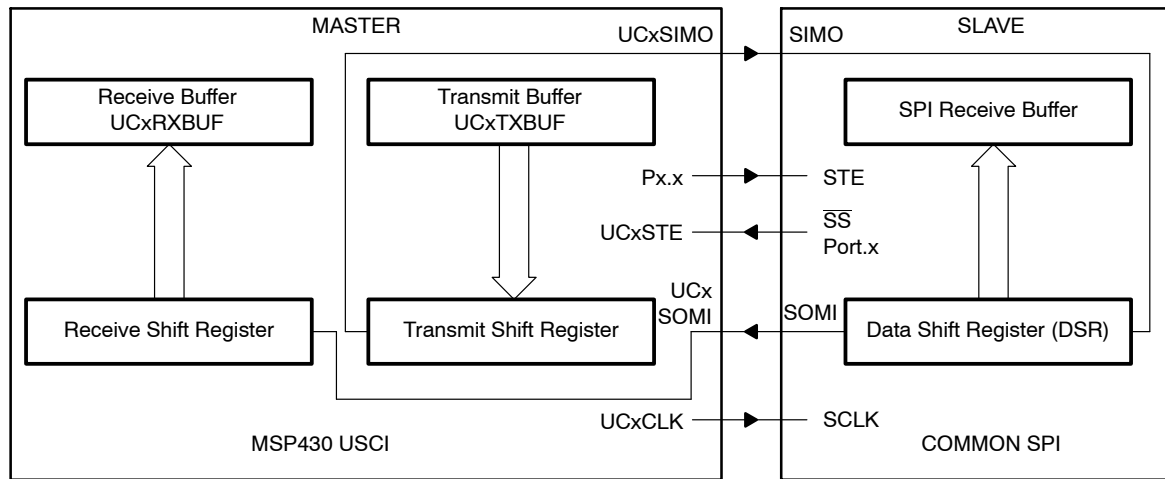 MASTER
UCxSIMO
SIMO
SLAVE
Receive Buffer
UCxRXBUF
Transmit Buffer
UCxTXBUF
SPI Receive Buffer
Px.x
STE
UCxSTE
SS
Port.x
UCx
SOMI
SOMI
Receive Shift Register
Transmit Shift Register
Data Shift Register (DSR)
UCxCLK
SCLK
MSP430 USCI
COMMON SPI